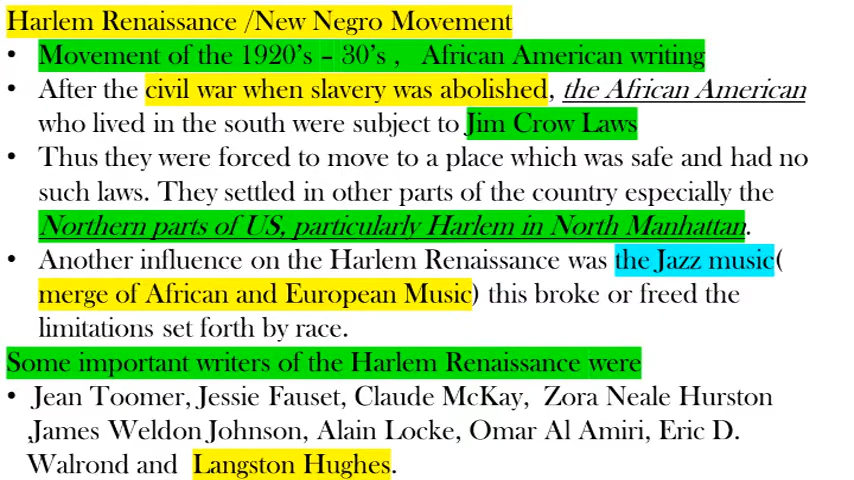 Harlem Renaissance /New Negro Movement
• Movement of the 1920’s – 30’s , African American writing
• After the civil war when slavery was abolished, the African American
who lived in the south were subject to Jim Crow Laws
• Thus they were forced to move to a place which was safe and had no
such laws. They settled in other parts of the country especially the
Northern parts of US, particularly Harlem in North Manhattan.
• Another influence on the Harlem Renaissance was the Jazz music(
merge of African and European Music) this broke or freed the
limitations set forth by race.
Some important writers of the Harlem Renaissance were
• Jean Toomer, Jessie Fauset, Claude McKay, Zora Neale Hurston
,James Weldon Johnson, Alain Locke, Omar Al Amiri, Eric D.
Walrond and Langston Hughes.